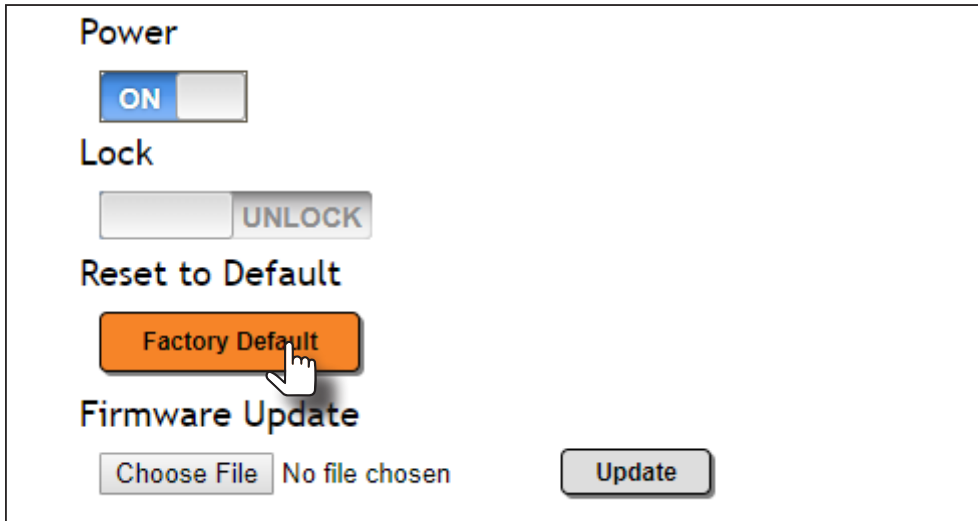 Power
ON
Lock
UNLOCK
Reset to Default
Factory Default
Firmware Update
Choose File No file chosen Update